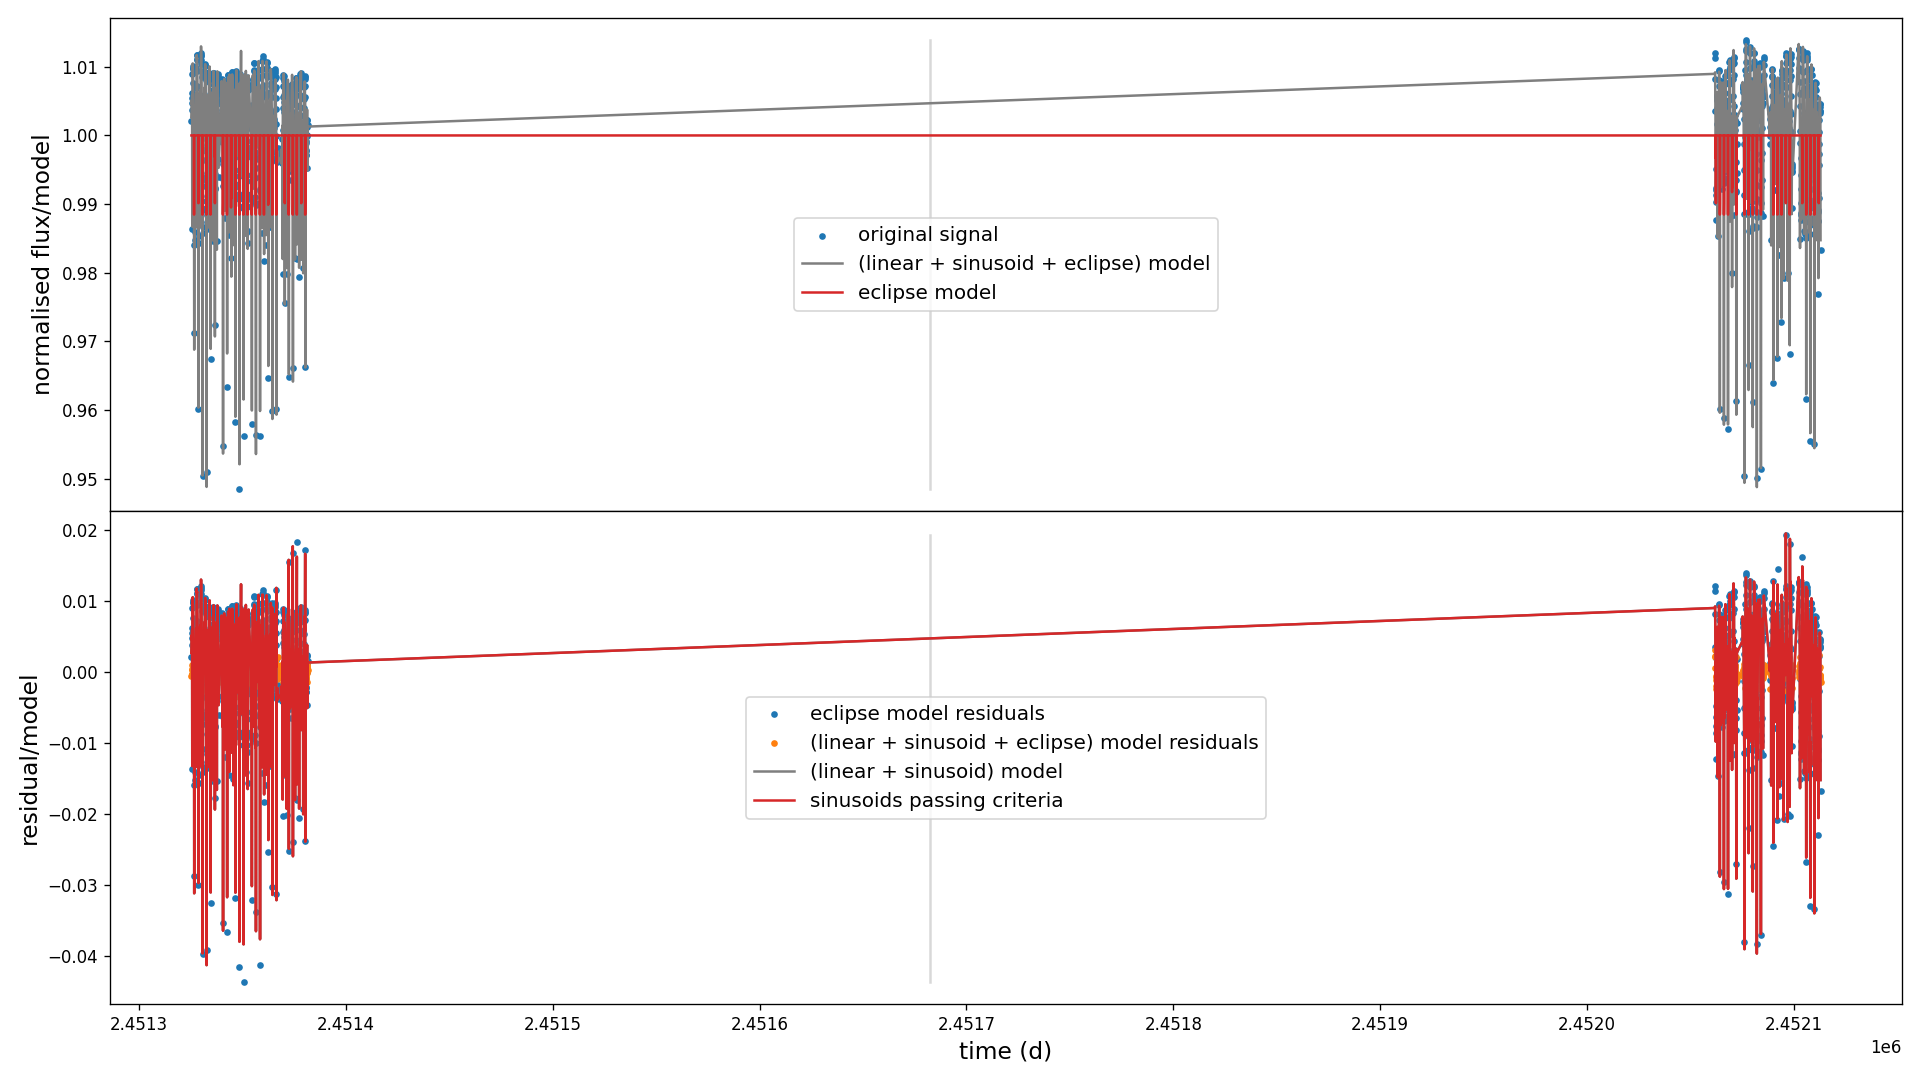 normalised flux/model
1.01
1.00
0.99
0.98
0.97
0.96
0.95
original signal
(linear + sinusoid + eclipse) model
eclipse model
residual/model
0.02
0.01
0.00
−0.01
−0.02
−0.03
−0.04
eclipse model residuals
(linear + sinusoid + eclipse) model residuals
(linear + sinusoid) model
sinusoids passing criteria
2.4513 2.4514 2.4515 2.4516 2.4517 2.4518 2.4519 2.4520 2.4521
1e6
time (d)